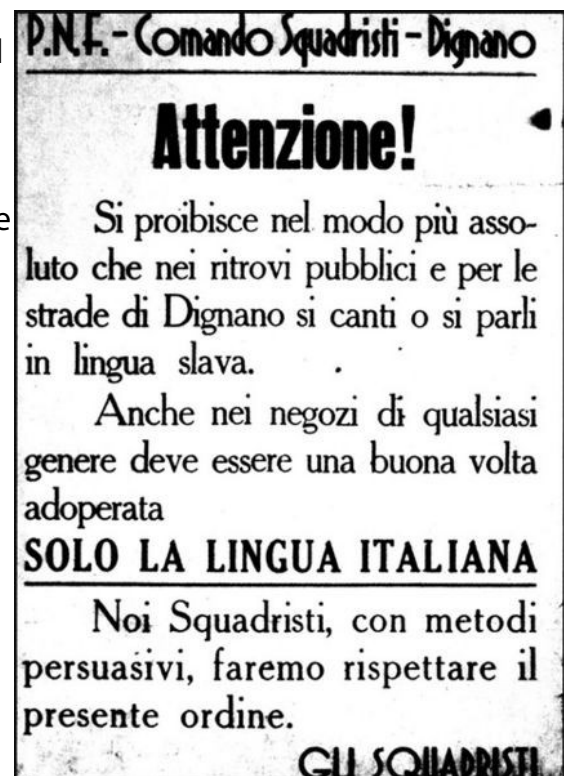 P.N.F. - Comando Squadristi - Dignano
Attenzione!
Si proibisce nel modo più asso-
luto che nei ritrovi pubblici e per le
strade di Dignano si canti o si parli
in lingua slava.
Anche nei negozi di qualsiasi
genere deve essere una buona volta
adoperata
SOLO LA LINGUA ITALIANA
Noi Squadristi, con metodi
persuasivi, faremo rispettare il
presente ordine.
GLI SQUADRISTI